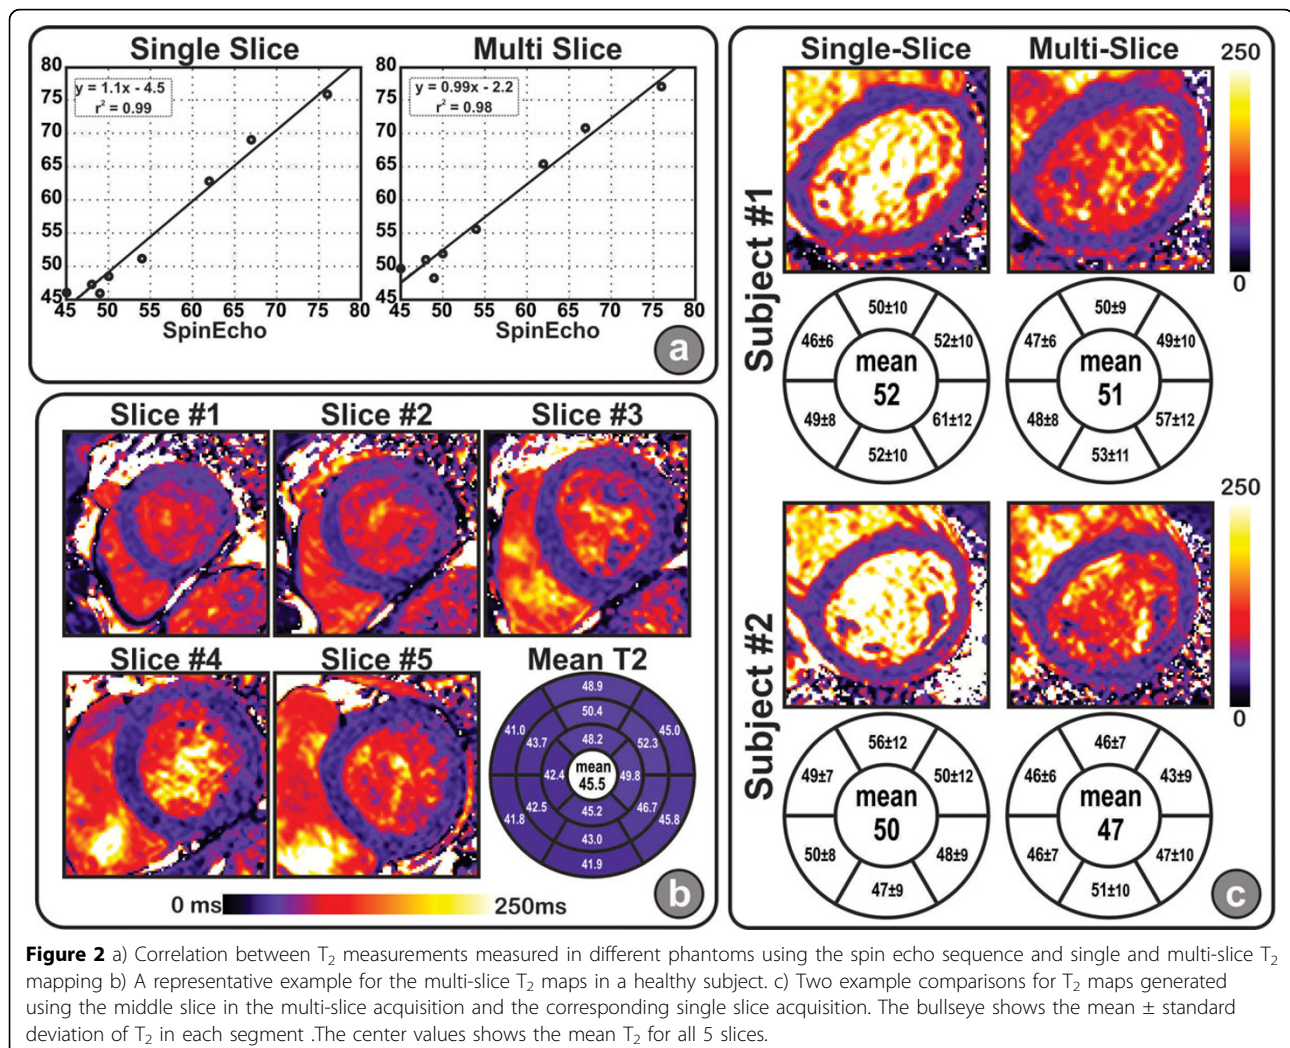 Single Slice
80
75
70
65
60
55
50
45
y = 1.1x - 4.5
r² = 0.99
45 50 55 60 65 70 75 80
SpinEcho
Multi Slice
80
75
70
65
60
55
50
45
y = 0.99x - 2.2
r² = 0.98
45 50 55 60 65 70 75 80
SpinEcho
a
Slice #1 Slice #2 Slice #3
Slice #4 Slice #5 Mean T2
48.9
50.4
48.2
41.0
43.7
42.4
45.0
52.3
49.8
mean
45.5
42.5
41.8
46.7
45.8
45.2
43.0
41.9
0 ms 250ms
b
Single-Slice Multi-Slice
250
0
Subject #1
50±10
46±6
52±10
mean
52
49±8
61±12
52±10
50±9
47±6
49±10
mean
51
48±8
57±12
53±11
250
0
Subject #2
56±12
49±7
50±12
mean
50
50±8
48±9
47±9
46±7
46±6
43±9
mean
47
46±7
47±10
51±10
c
Figure 2 a) Correlation between T₂ measurements measured in different phantoms using the spin echo sequence and single and multi-slice T₂
mapping b) A representative example for the multi-slice T₂ maps in a healthy subject. c) Two example comparisons for T₂ maps generated
using the middle slice in the multi-slice acquisition and the corresponding single slice acquisition. The bullseye shows the mean ± standard
deviation of T₂ in each segment .The center values shows the mean T₂ for all 5 slices.